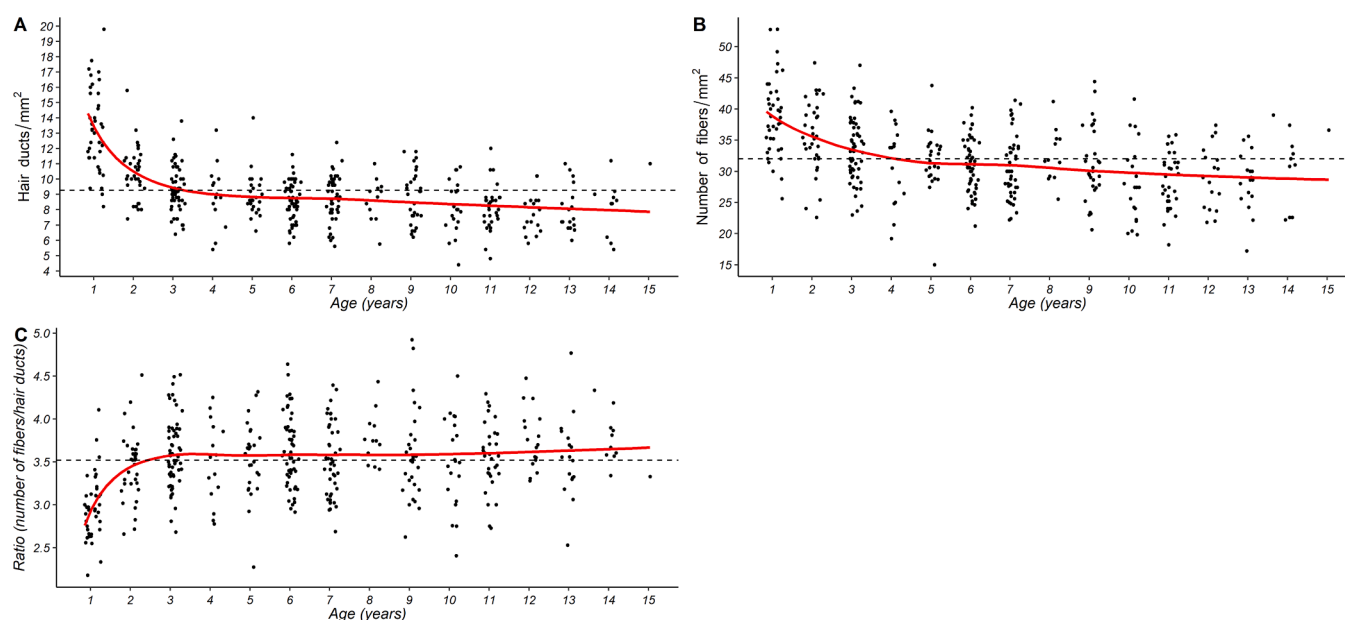 A
Hair ducts/mm²
20
19
18
17
16
15
14
13
12
11
10
9
8
7
6
5
4
1 2 3 4 5 6 7 8 9 10 11 12 13 14 15
Age (years)
B
Number of fibers/mm²
50
45
40
35
30
25
20
15
1 2 3 4 5 6 7 8 9 10 11 12 13 14 15
Age (years)
C
Ratio (number of fibers/hair ducts)
5.0
4.5
4.0
3.5
3.0
2.5
1 2 3 4 5 6 7 8 9 10 11 12 13 14 15
Age (years)